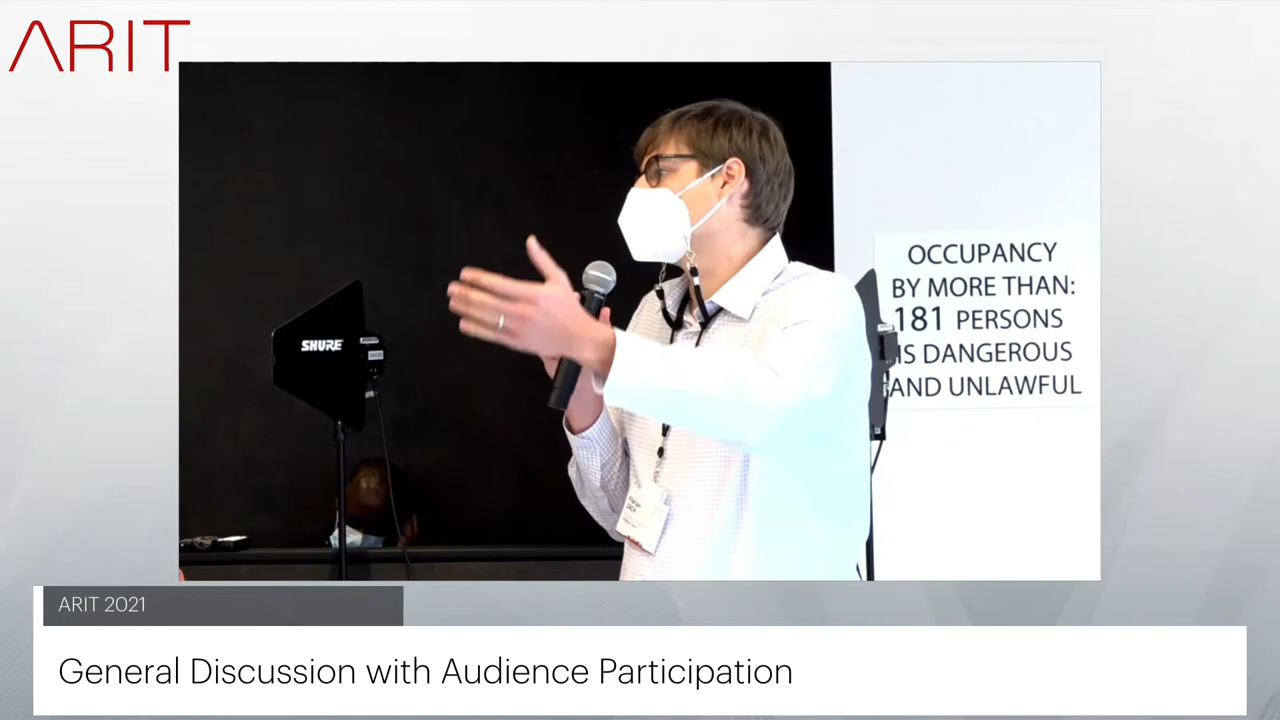 ARIT
OCCUPANCY
BY MORE THAN:
181 PERSONS
IS DANGEROUS
AND UNLAWFUL
SHURE
ARIT 2021
General Discussion with Audience Participation